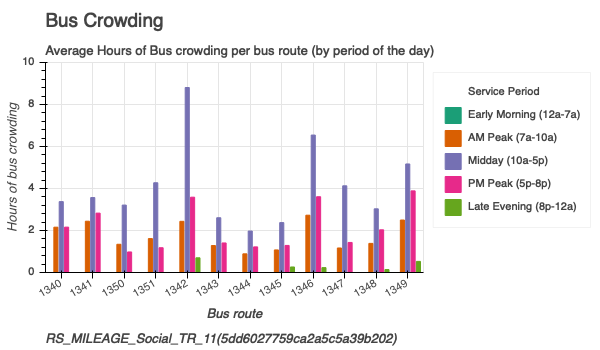 Bus Crowding
Average Hours of Bus crowding per bus route (by period of the day)
10
8
6
4
2
0
Hours of bus crowding
1340 1341 1350 1351 1342 1343 1344 1345 1346 1347 1348 1349
Bus route
Service Period
Early Morning (12a-7a)
AM Peak (7a-10a)
Midday (10a-5p)
PM Peak (5p-8p)
Late Evening (8p-12a)
RS_MILEAGE_Social_TR_11(5dd6027759ca2a5c5a39b202)